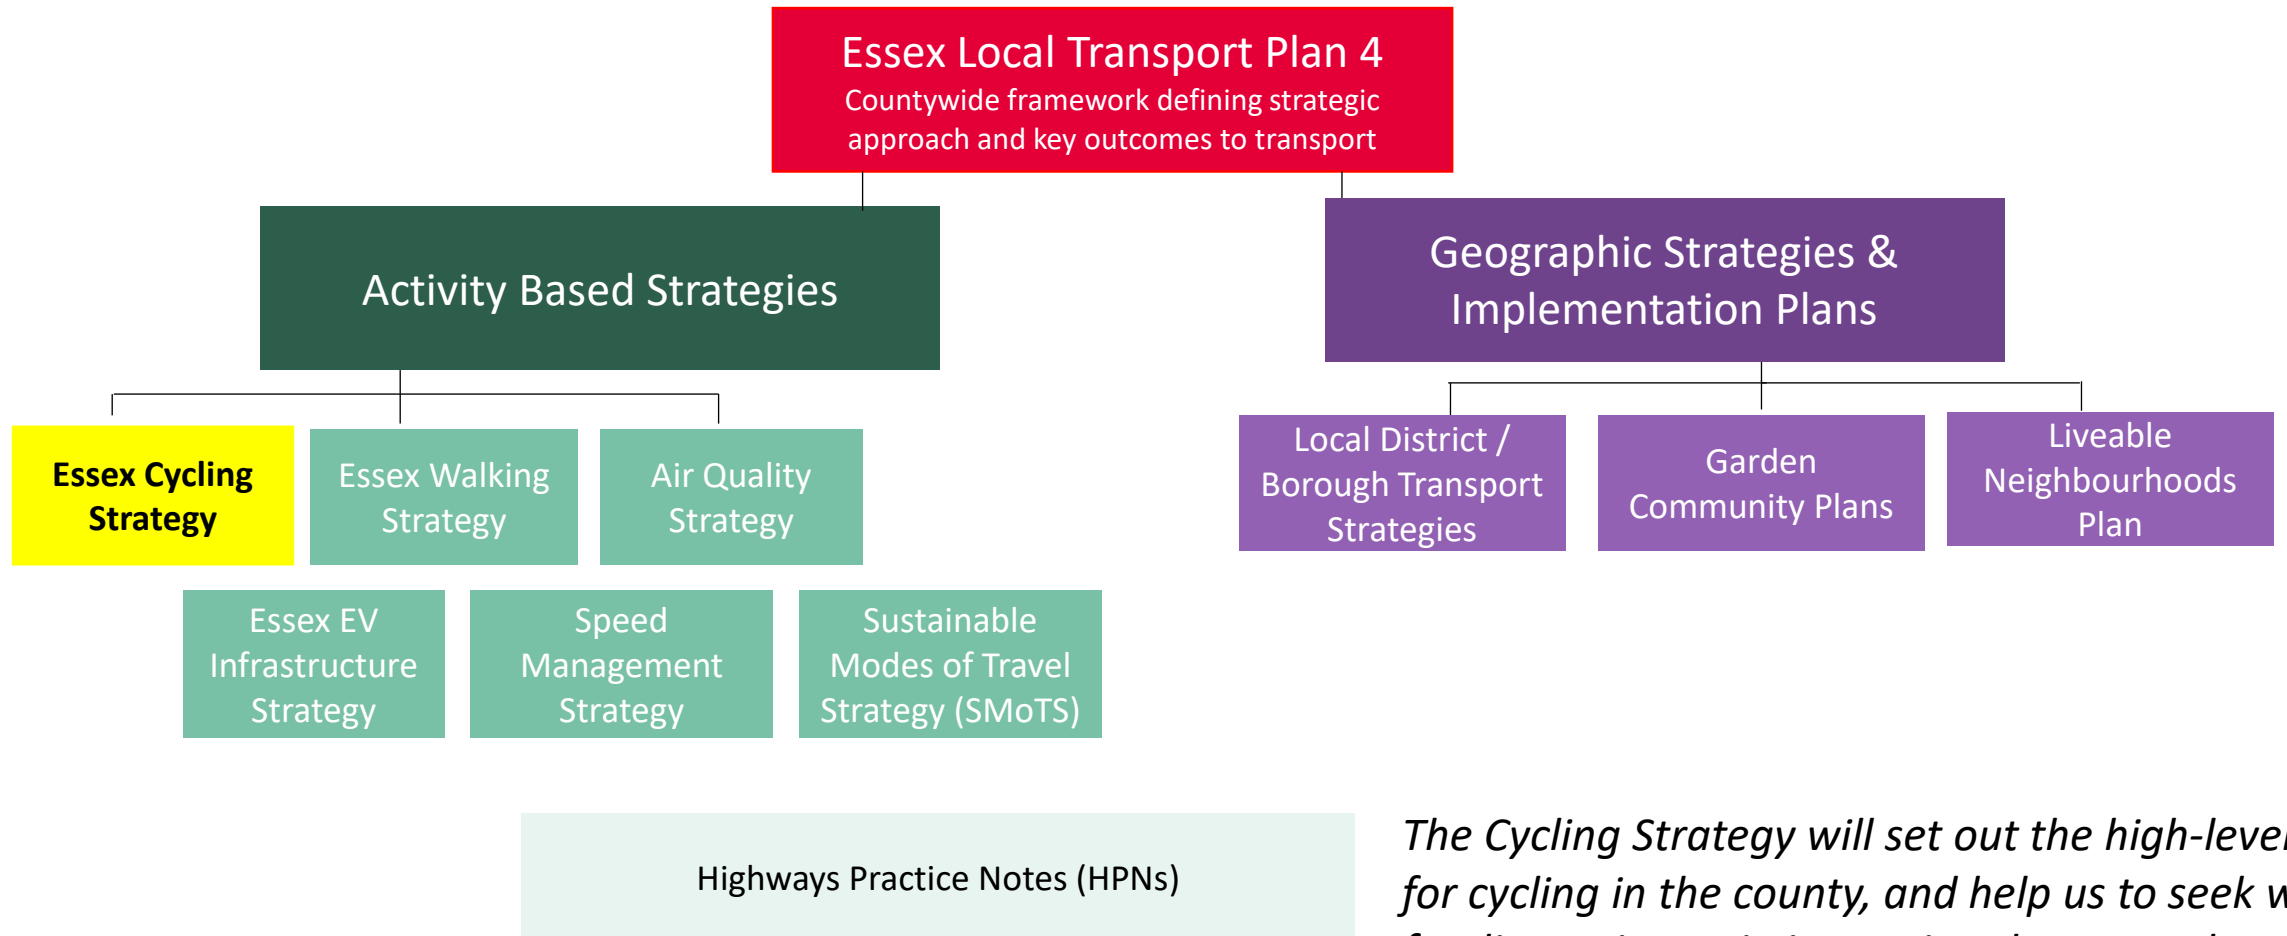 Essex Local Transport Plan 4
Countywide framework defining strategic
approach and key outcomes to transport
Activity Based Strategies
Geographic Strategies &
Implementation Plans
Essex Cycling
Strategy
Essex Walking
Strategy
Air Quality
Strategy
Local District /
Borough Transport
Strategies
Garden
Community Plans
Liveable
Neighbourhoods
Plan
Essex EV
Infrastructure
Strategy
Speed
Management
Strategy
Sustainable
Modes of Travel
Strategy (SMoTS)
Highways Practice Notes (HPNs)
The Cycling Strategy will set out the high-level
for cycling in the county, and help us to seek